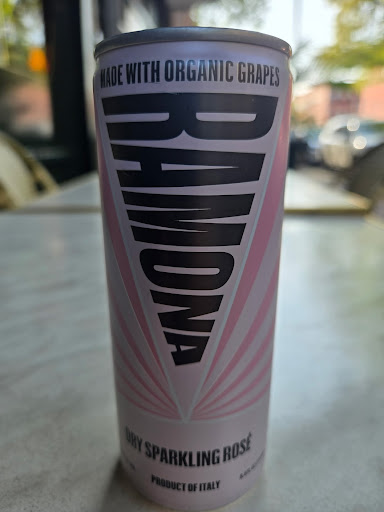 MADE WITH ORGANIC GRAPES
RAMONA
DRY SPARKLING ROSÉ
PRODUCT OF ITALY